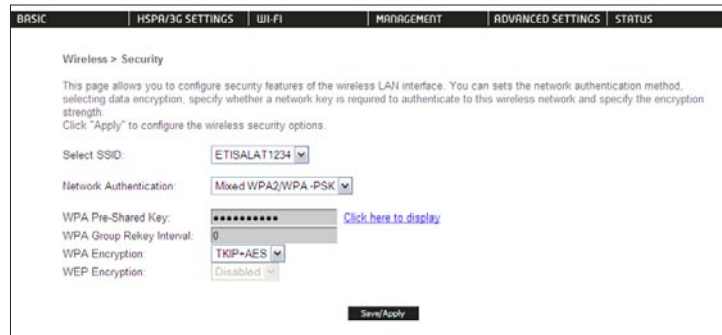 BASIC HSPA/3G SETTINGS WI-FI MANAGEMENT ADVANCED SETTINGS STATUS
Wireless > Security
This page allows you to configure security features of the wireless LAN interface. You can sets the network authentication method,
selecting data encryption, specify whether a network key is required to authenticate to this wireless network and specify the encryption
strength.
Click "Apply" to configure the wireless security options.
Select SSID: ETISALAT1234
Network Authentication: Mixed WPA2/WPA -PSK
WPA Pre-Shared Key: •••••••••• Click here to display
WPA Group Rekey Interval: 0
WPA Encryption: TKIP+AES
WEP Encryption: Disabled
Save/Apply